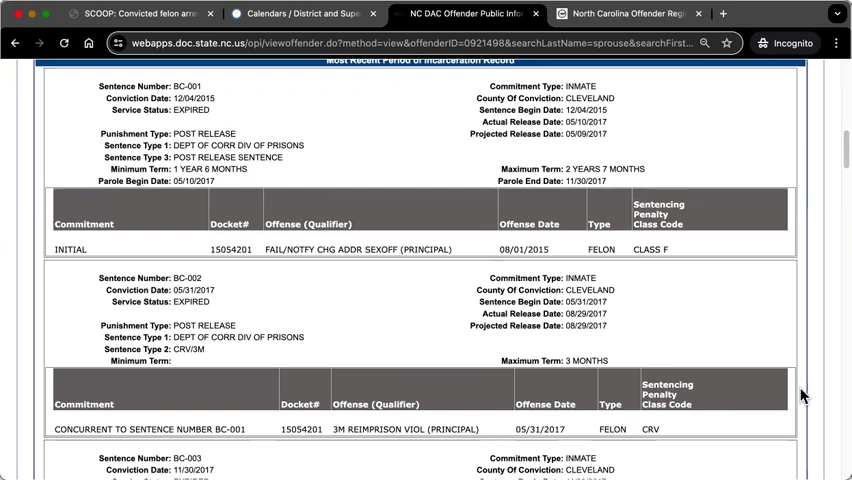 SCOOP: Convicted felon arre
Calendars / District and Supe
NC DAC Offender Public Infor
North Carolina Offender Regi
webapps.doc.state.nc.us/opi/viewoffender.do?method=view&offenderID=0921498&searchLastName=sprouse&searchFirst...
Incognito
Most Recent Period of Incarceration Record
Sentence Number: BC-001 Commitment Type: INMATE
Conviction Date: 12/04/2015 County Of Conviction: CLEVELAND
Service Status: EXPIRED Sentence Begin Date: 12/04/2015
Actual Release Date: 05/10/2017
Punishment Type: POST RELEASE Projected Release Date: 05/09/2017
Sentence Type 1: DEPT OF CORR DIV OF PRISONS
Sentence Type 3: POST RELEASE SENTENCE
Minimum Term: 1 YEAR 6 MONTHS Maximum Term: 2 YEARS 7 MONTHS
Parole Begin Date: 05/10/2017 Parole End Date: 11/30/2017
Sentencing
Penalty
Commitment Docket# Offense (Qualifier) Offense Date Type Class Code
INITIAL 15054201 FAIL/NOTFY CHG ADDR SEXOFF (PRINCIPAL) 08/01/2015 FELON CLASS F
Sentence Number: BC-002 Commitment Type: INMATE
Conviction Date: 05/31/2017 County Of Conviction: CLEVELAND
Service Status: EXPIRED Sentence Begin Date: 05/31/2017
Actual Release Date: 08/29/2017
Punishment Type: POST RELEASE Projected Release Date: 08/29/2017
Sentence Type 1: DEPT OF CORR DIV OF PRISONS
Sentence Type 2: CRV/3M
Minimum Term: Maximum Term: 3 MONTHS
Sentencing
Penalty
Commitment Docket# Offense (Qualifier) Offense Date Type Class Code
CONCURRENT TO SENTENCE NUMBER BC-001 15054201 3M REIMPRISON VIOL (PRINCIPAL) 05/31/2017 FELON CRV
Sentence Number: BC-003 Commitment Type: INMATE
Conviction Date: 11/30/2017 County Of Conviction: CLEVELAND